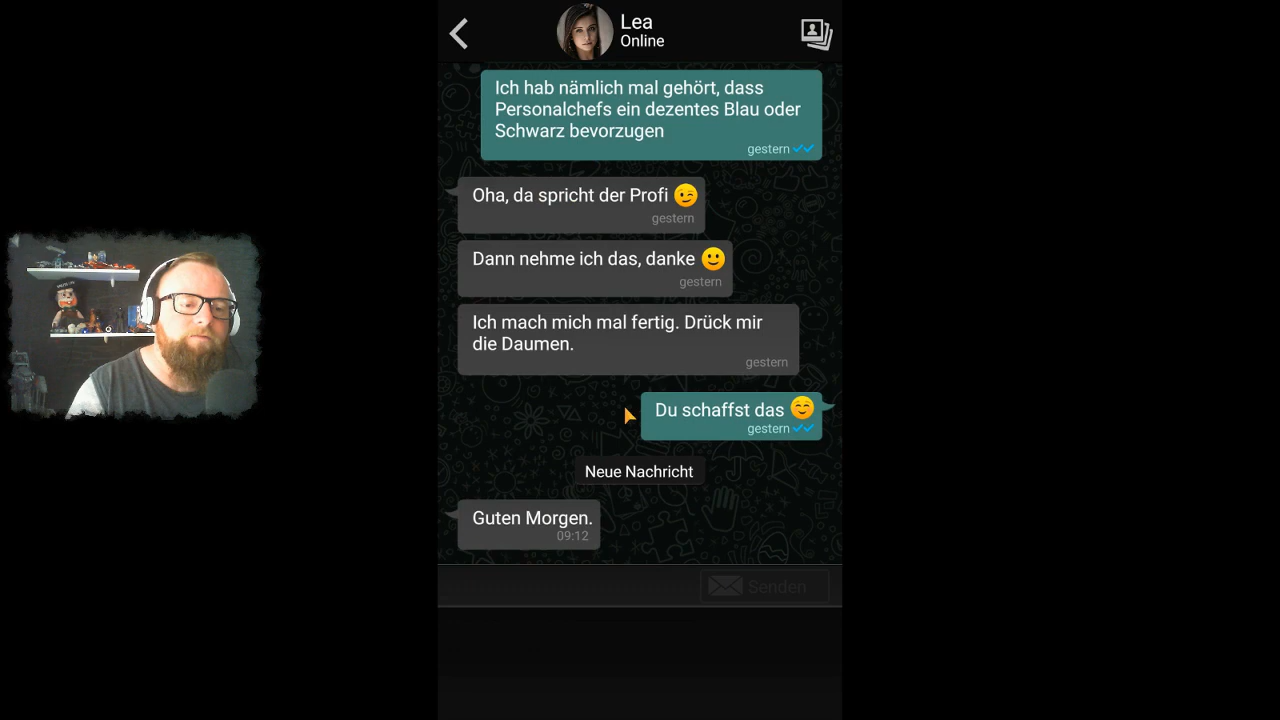 Lea
Online
Ich hab nämlich mal gehört, dass
Personalchefs ein dezentes Blau oder
Schwarz bevorzugen
gestern
Oha, da spricht der Profi 😉
gestern
Dann nehme ich das, danke 🙂
gestern
Ich mach mich mal fertig. Drück mir
die Daumen.
gestern
Du schaffst das 😊
gestern
Neue Nachricht
Guten Morgen.
09:12
Senden